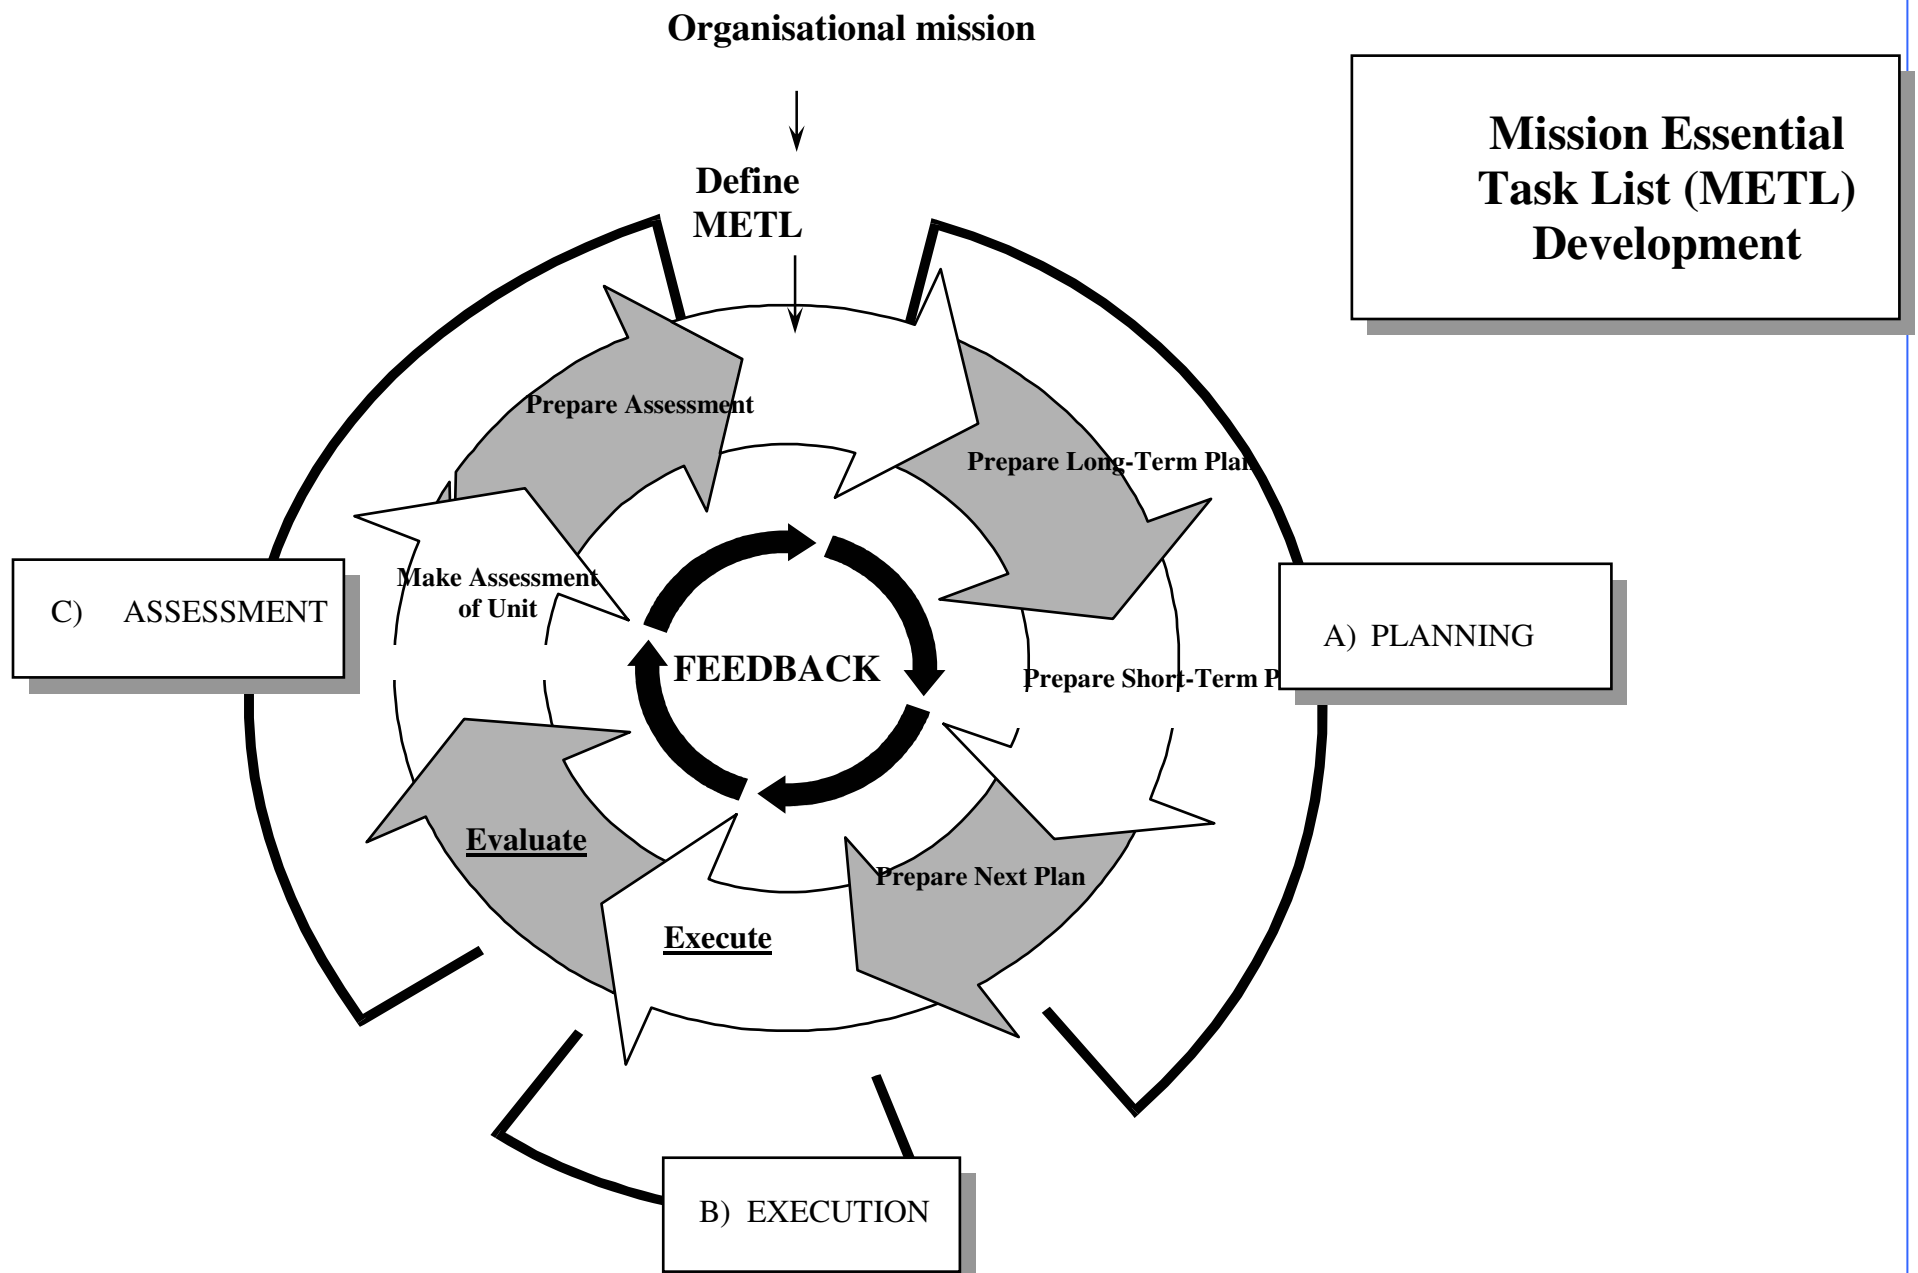 Organisational mission
Mission Essential
Task List (METL)
Development
Define
METL
Prepare Assessment
Prepare Long-Term Plan
Make Assessment
of Unit
C) ASSESSMENT
FEEDBACK
A) PLANNING
Prepare Short-Term P
Evaluate
Prepare Next Plan
Execute
B) EXECUTION